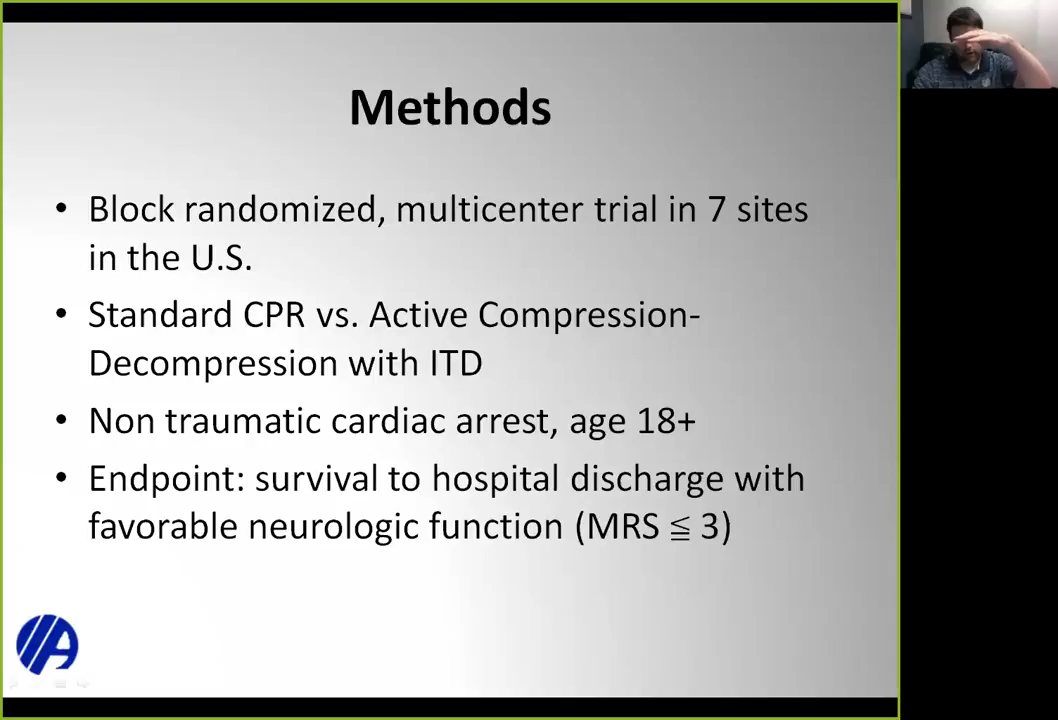 Methods
• Block randomized, multicenter trial in 7 sites
in the U.S.
• Standard CPR vs. Active Compression-
Decompression with ITD
• Non traumatic cardiac arrest, age 18+
• Endpoint: survival to hospital discharge with
favorable neurologic function (MRS ≦ 3)